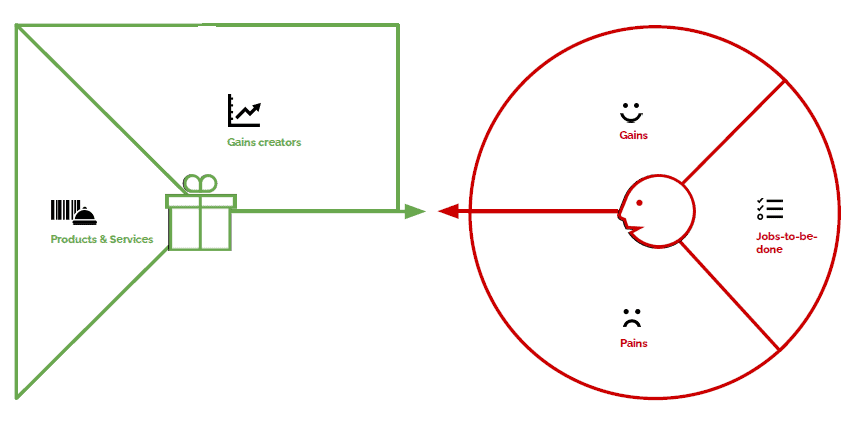 Gains creators
Products & Services
Gains
Jobs-to-be-
done
Pains